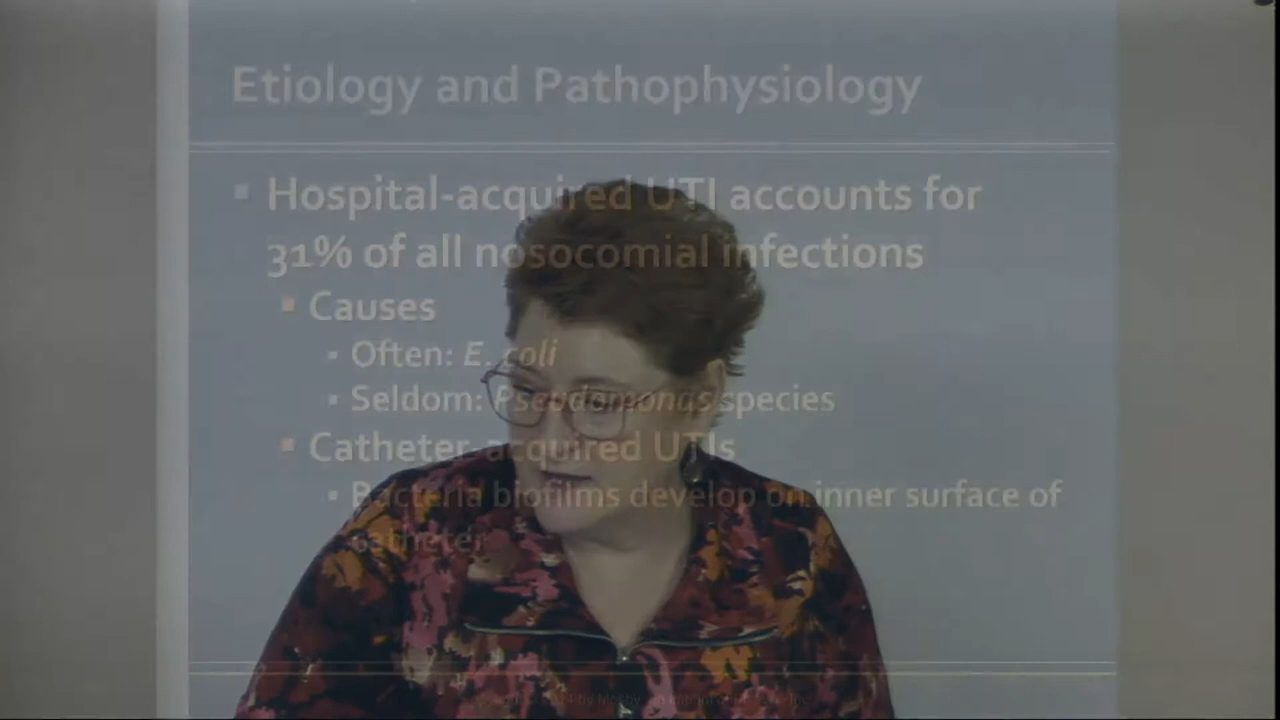 Etiology and Pathophysiology
Hospital-acquired UTI accounts for
31% of all nosocomial infections
Causes
Often: E. coli
Seldom: Pseudomonas species
Catheter-acquired UTIs
Bacteria biofilms develop on inner surface of
catheter